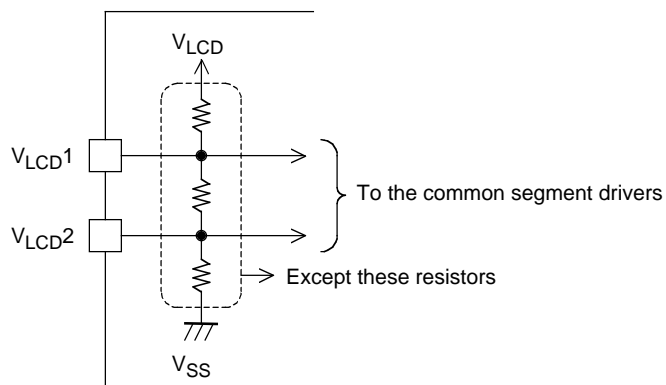 VLCD
VLCD1
To the common segment drivers
VLCD2
Except these resistors
VSS